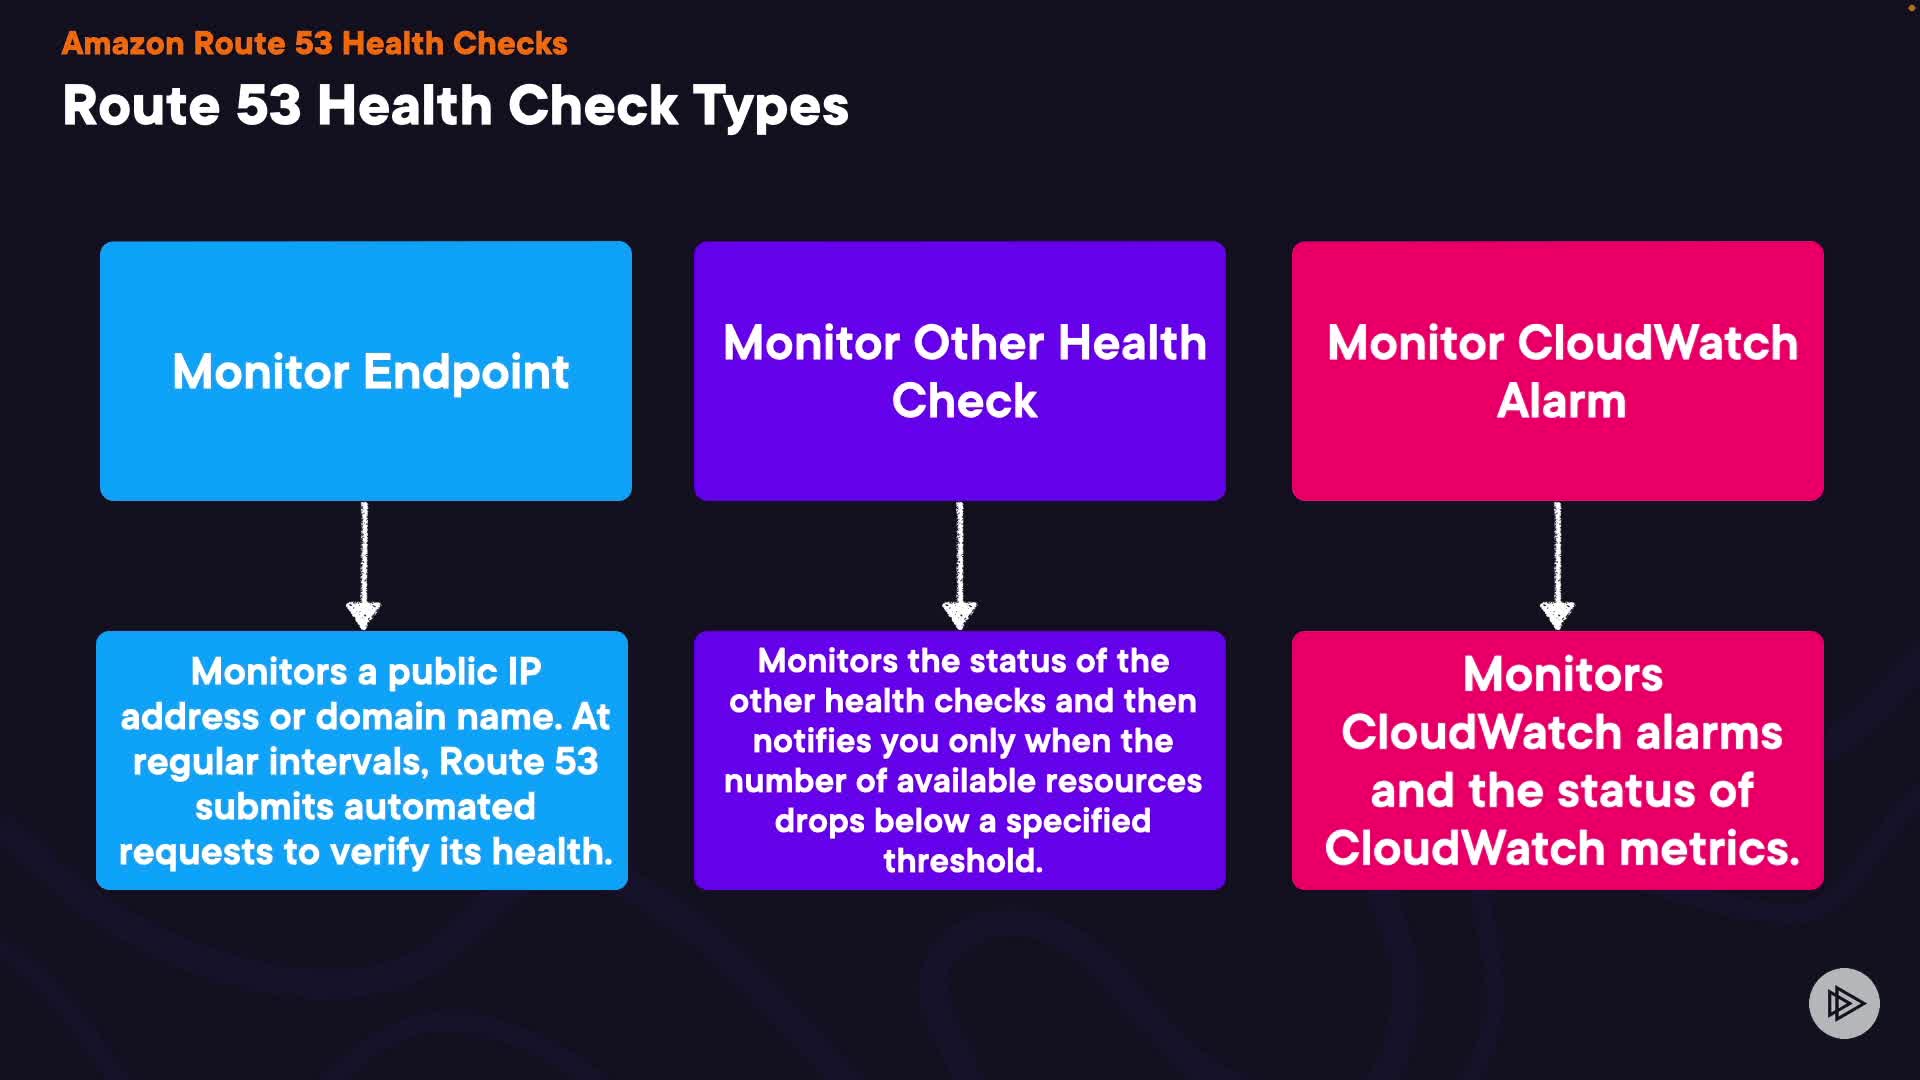 Amazon Route 53 Health Checks
Route 53 Health Check Types
Monitor Endpoint
Monitor Other Health
Check
Monitor CloudWatch
Alarm
Monitors a public IP
address or domain name. At
regular intervals, Route 53
submits automated
requests to verify its health.
Monitors the status of the
other health checks and then
notifies you only when the
number of available resources
drops below a specified
threshold.
Monitors
CloudWatch alarms
and the status of
CloudWatch metrics.